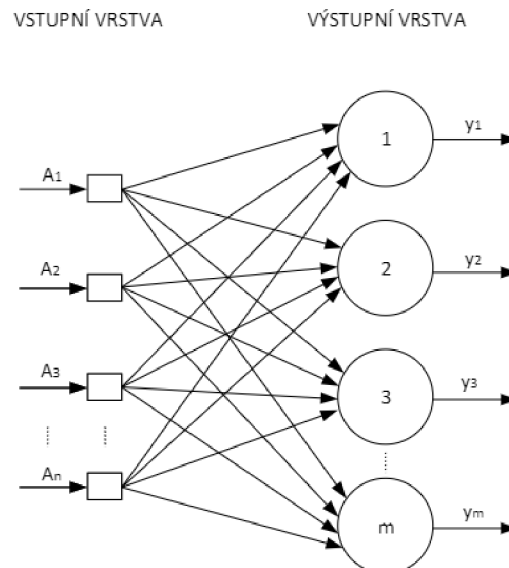 VSTUPNÍ VRSTVA
VÝSTUPNÍ VRSTVA
A1
A2
A3
An
1
2
3
m
y1
y2
y3
ym